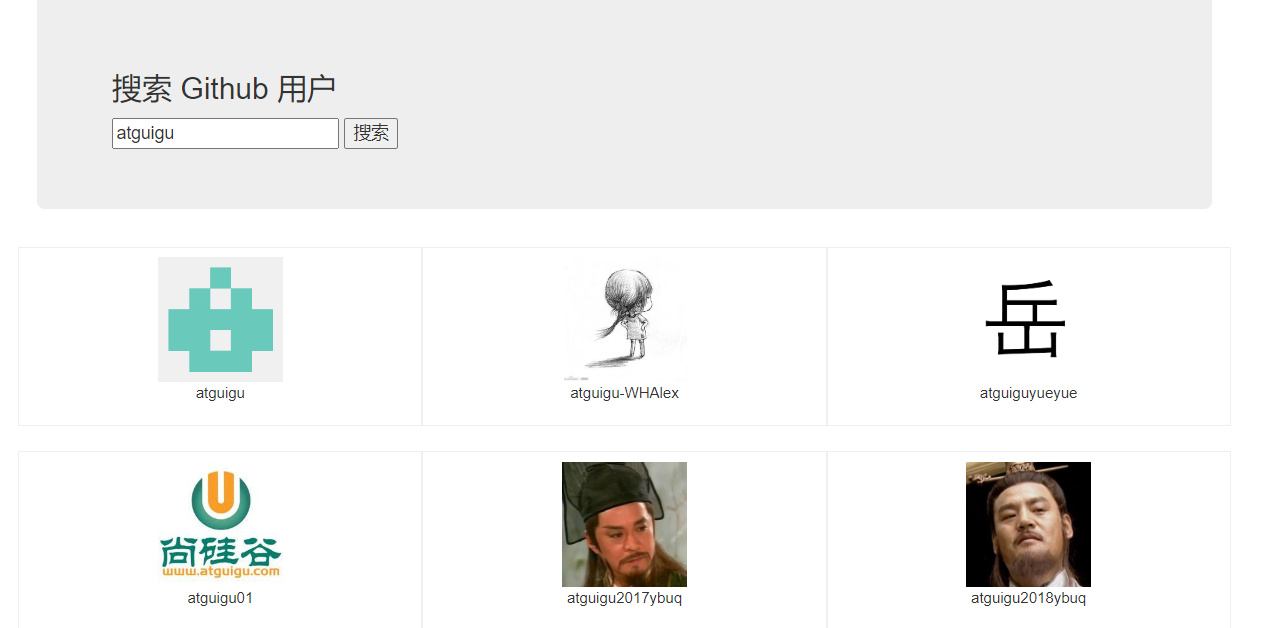 搜索 Github 用户
atguigu
搜索
atguigu
atguigu-WHAlex
岳
atguiguyueyue
尚硅谷
www.atguigu.com
atguigu01
atguigu2017ybuq
atguigu2018ybuq